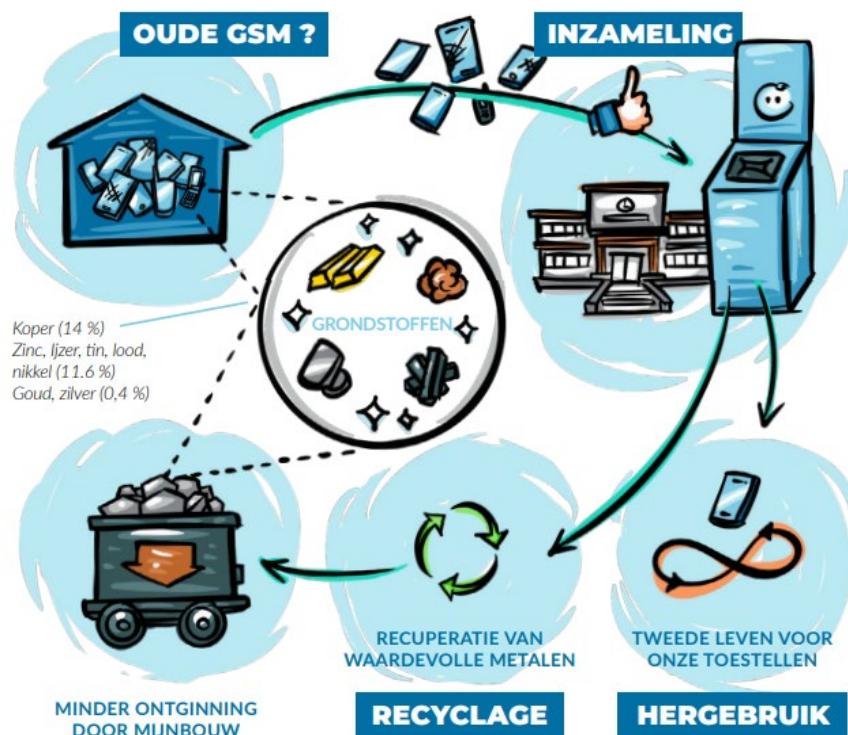 OUDE GSM ?
INZAMELING
GRONDSTOFFEN
Koper (14 %)
Zinc, Ijzer, tin, lood,
nikkel (11.6 %)
Goud, zilver (0,4 %)
RECUPERATIE VAN
WAARDEVOLLE METALEN
TWEEDE LEVEN VOOR
ONZE TOESTELLEN
MINDER ONTGINNING
DOOR MIJNBOUW
RECYCLAGE
HERGEBRUIK